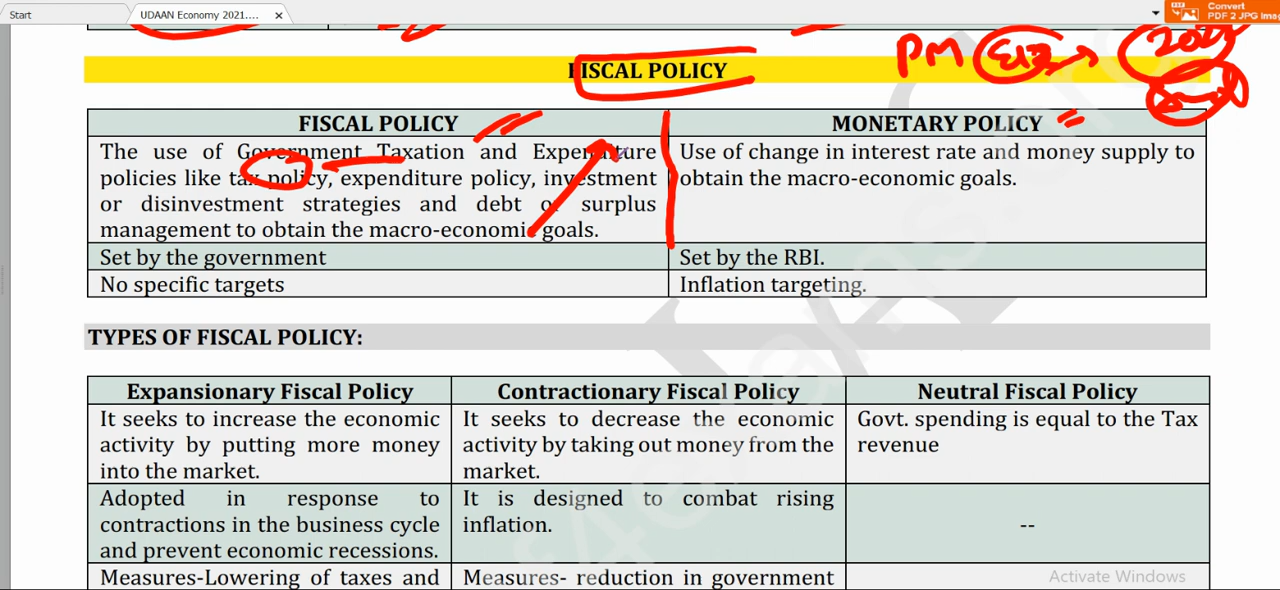 Start
UDAAN Economy 2021....
Convert
PDF 2 JPG
PM
FISCAL POLICY
FISCAL POLICY
MONETARY POLICY
The use of Government Taxation and Expenditure
policies like tax policy, expenditure policy, investment
or disinvestment strategies and debt or surplus
management to obtain the macro-economic goals.
Use of change in interest rate and money supply to
obtain the macro-economic goals.
Set by the government
Set by the RBI.
No specific targets
Inflation targeting.
TYPES OF FISCAL POLICY:
Expansionary Fiscal Policy
Contractionary Fiscal Policy
Neutral Fiscal Policy
It seeks to increase the economic
activity by putting more money
into the market.
It seeks to decrease the economic
activity by taking out money from the
market.
Govt. spending is equal to the Tax
revenue
Adopted in response to
contractions in the business cycle
and prevent economic recessions.
It is designed to combat rising
inflation.
--
Measures-Lowering of taxes and
Measures- reduction in government
Activate Windows